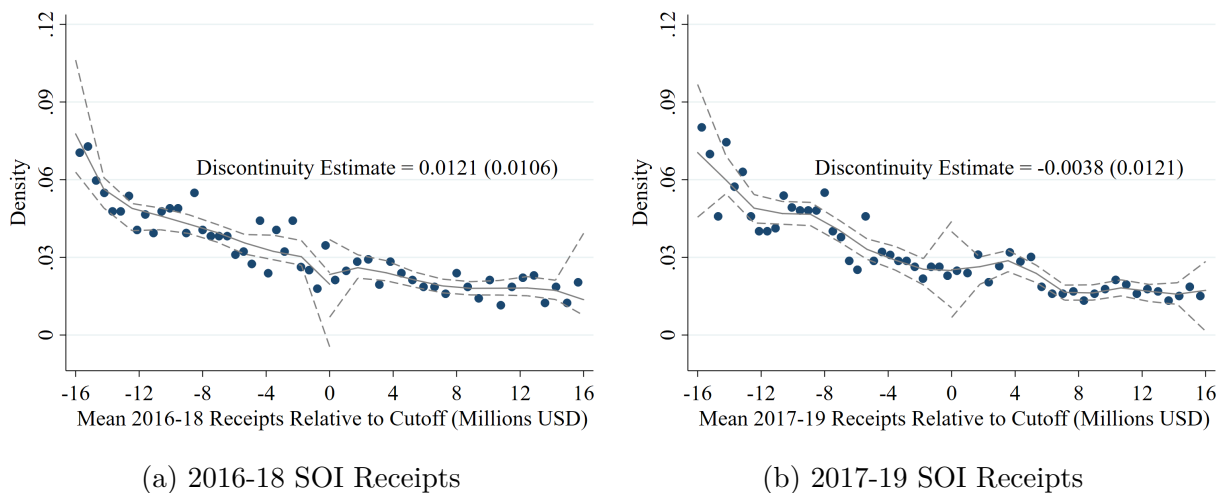 .12
.09
.06
.03
0
Density
Discontinuity Estimate = 0.0121 (0.0106)
-16 -12 -8 -4 0 4 8 12 16
Mean 2016-18 Receipts Relative to Cutoff (Millions USD)
(a) 2016-18 SOI Receipts
.12
.09
.06
.03
0
Density
Discontinuity Estimate = -0.0038 (0.0121)
-16 -12 -8 -4 0 4 8 12 16
Mean 2017-19 Receipts Relative to Cutoff (Millions USD)
(b) 2017-19 SOI Receipts